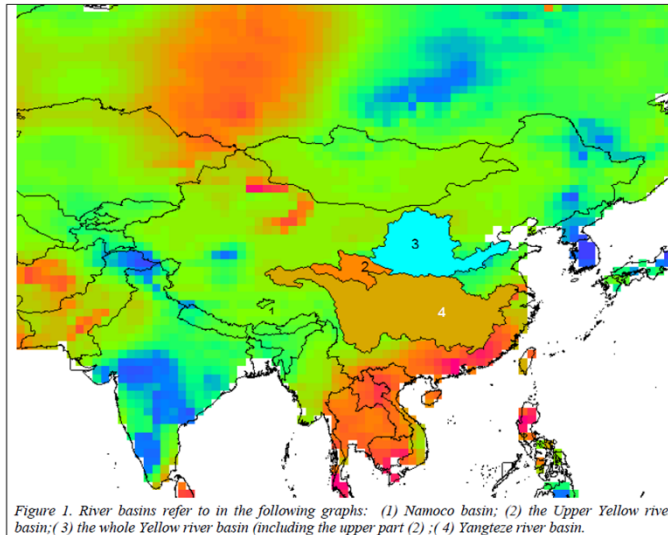 3
2
1
4
Figure 1. River basins refer to in the following graphs: (1) Namoco basin; (2) the Upper Yellow rive
basin;( 3) the whole Yellow river basin (including the upper part (2) ;( 4) Yangteze river basin.